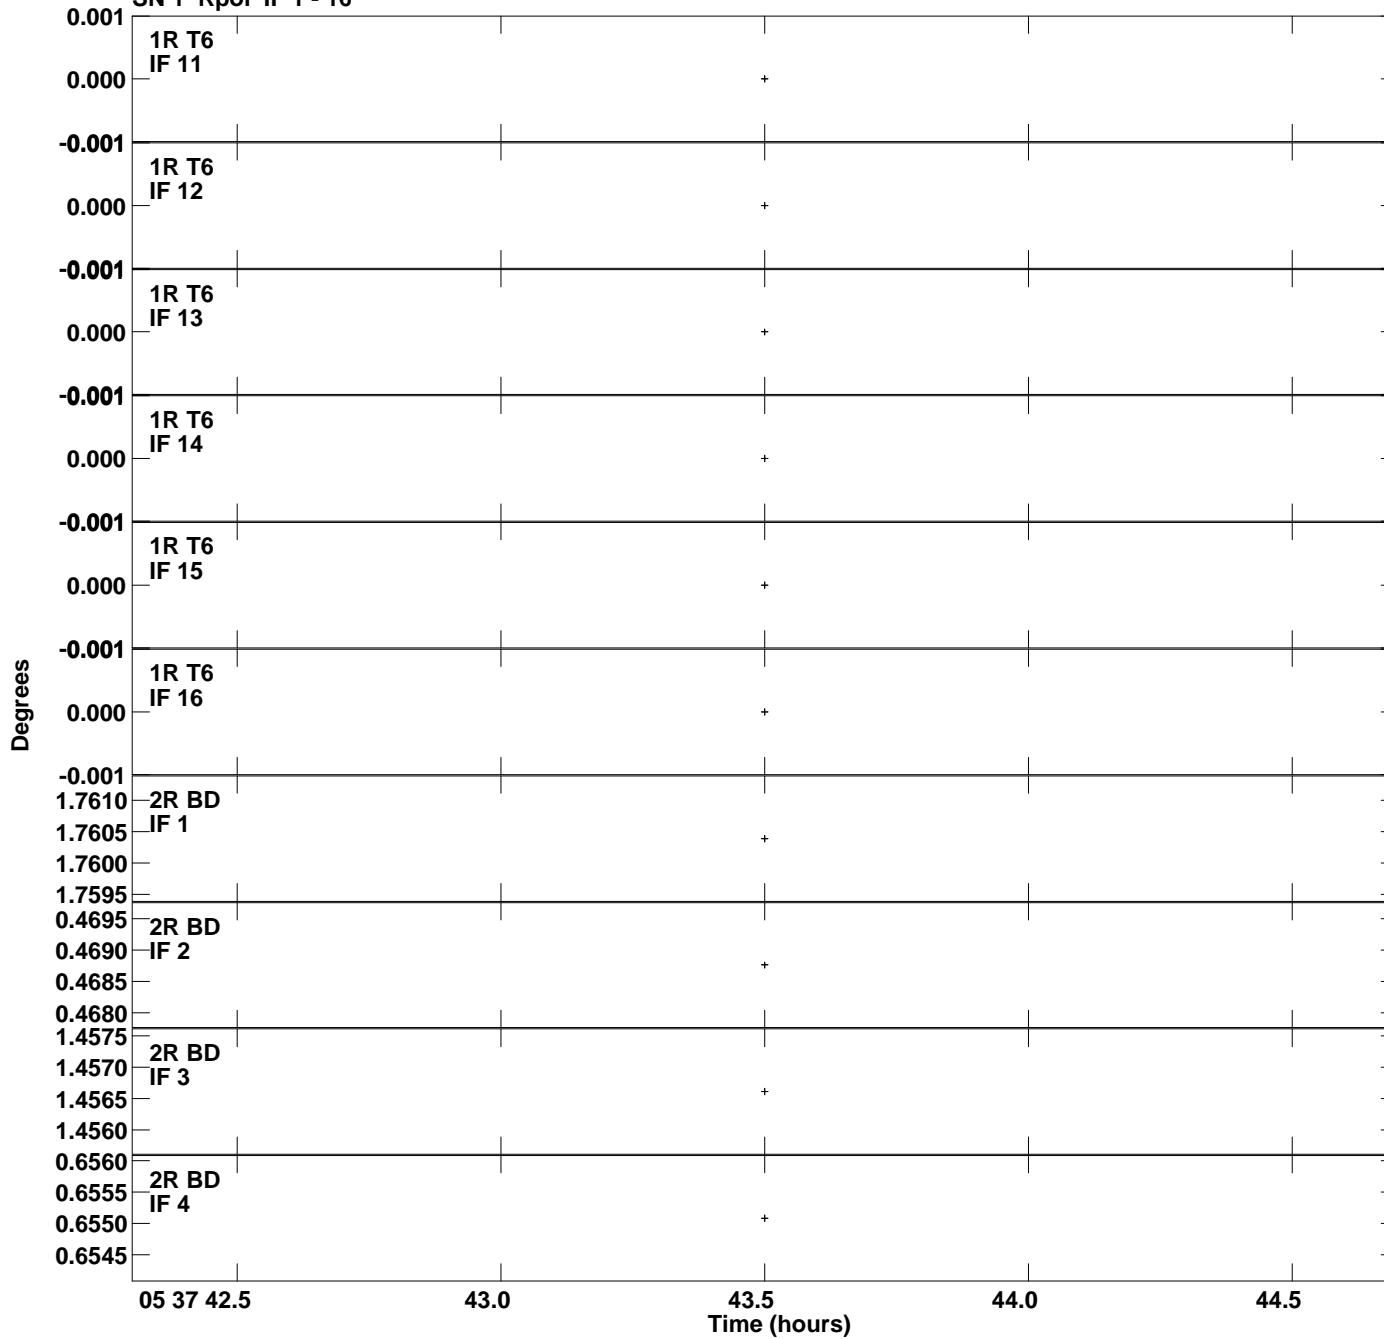 SN 1 Rpol IF 1 - 16
0.001
1R T6
IF 11
0.000
-0.001
1R T6
IF 12
0.000
-0.001
1R T6
IF 13
0.000
-0.001
1R T6
IF 14
0.000
-0.001
1R T6
IF 15
0.000
-0.001
1R T6
IF 16
0.000
-0.001
Degrees
2R BD
IF 1
1.7610
1.7605
1.7600
1.7595
2R BD
IF 2
0.4695
0.4690
0.4685
0.4680
2R BD
IF 3
1.4575
1.4570
1.4565
1.4560
2R BD
IF 4
0.6560
0.6555
0.6550
0.6545
05 37 42.5 43.0 43.5 44.0 44.5
Time (hours)